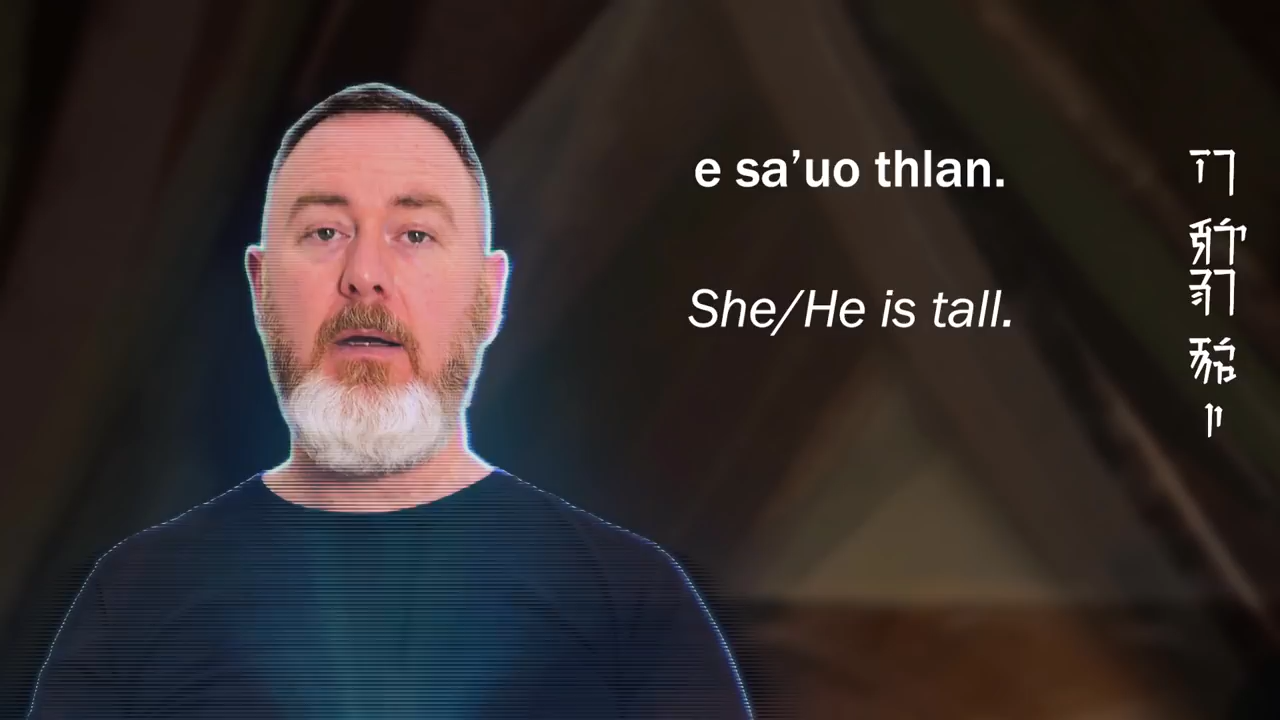 e sa’uo thlan.
She/He is tall.